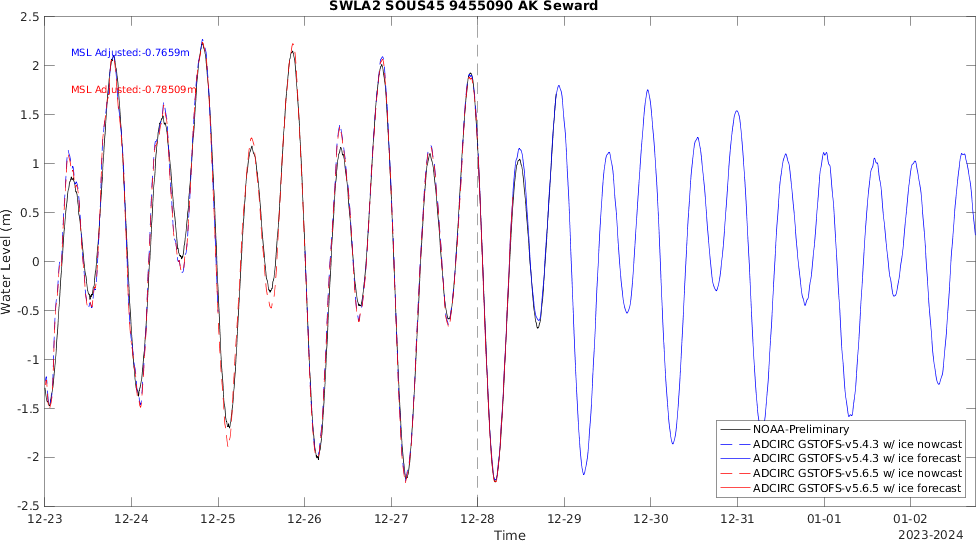 SWLA2 SOUS45 9455090 AK Seward
2.5
2
1.5
1
0.5
0
-0.5
-1
-1.5
-2
-2.5
Water Level (m)
MSL Adjusted:-0.7659m
MSL Adjusted:-0.78509m
NOAA-Preliminary
ADCIRC GSTOFS-v5.4.3 w/ ice nowcast
ADCIRC GSTOFS-v5.4.3 w/ ice forecast
ADCIRC GSTOFS-v5.6.5 w/ ice nowcast
ADCIRC GSTOFS-v5.6.5 w/ ice forecast
12-23 12-24 12-25 12-26 12-27 12-28 12-29 12-30 12-31 01-01 01-02
Time
2023-2024